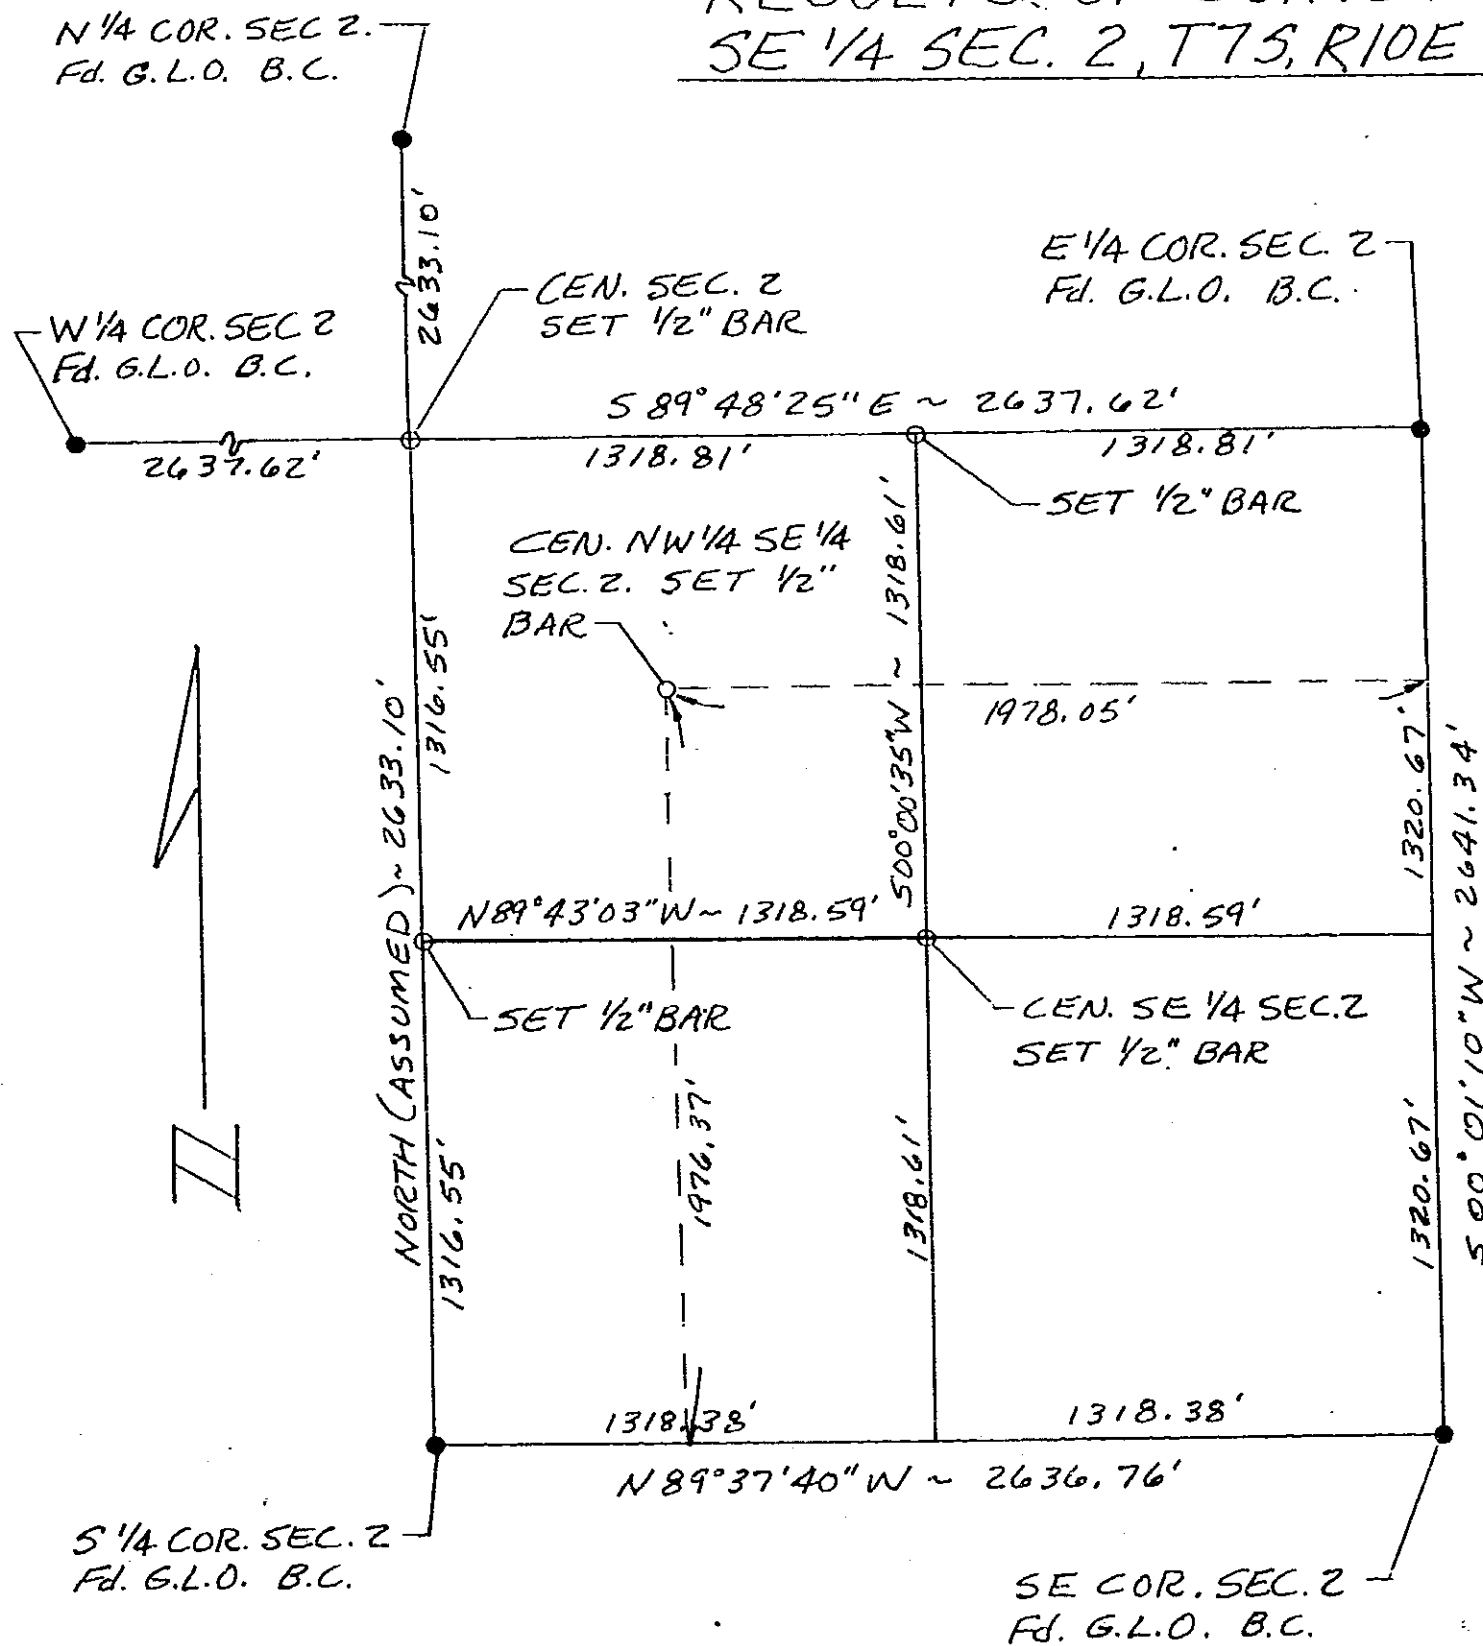 RESULTS OF SURVEY
SE 1/4 SEC. 2, T7S, R10E
N 1/4 COR. SEC 2.
Fd. G.L.O. B.C.
2633.10'
E 1/4 COR. SEC. 2
Fd. G.L.O. B.C.
CEN. SEC. 2
SET 1/2" BAR
W 1/4 COR. SEC 2
Fd. G.L.O. B.C.
S 89° 48' 25" E ~ 2637.62'
2637.62'
1318.81'
1318.81'
SET 1/2" BAR
CEN. NW 1/4 SE 1/4
SEC. 2. SET 1/2"
BAR
S00°00'35"W ~ 1318.61'
1316.55'
1978.05'
NORTH (ASSUMED) ~ 2633.10'
1320.67'
S 00° 01' 10" W ~ 2641.34'
N89°43'03"W ~ 1318.59'
1318.59'
SET 1/2" BAR
CEN. SE 1/4 SEC. 2
SET 1/2" BAR
N
1976.37'
1316.55'
1318.61'
1320.67'
1318.38'
1318.38'
N 89°37'40" W ~ 2636.76'
S 1/4 COR. SEC. 2
Fd. G.L.O. B.C.
SE COR. SEC. 2
Fd. G.L.O. B.C.